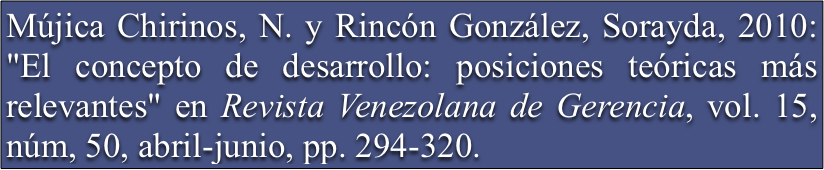 Mújica Chirinos, N. y Rincón González, Sorayda, 2010:
"El concepto de desarrollo: posiciones teóricas más
relevantes" en Revista Venezolana de Gerencia, vol. 15,
núm, 50, abril-junio, pp. 294-320.